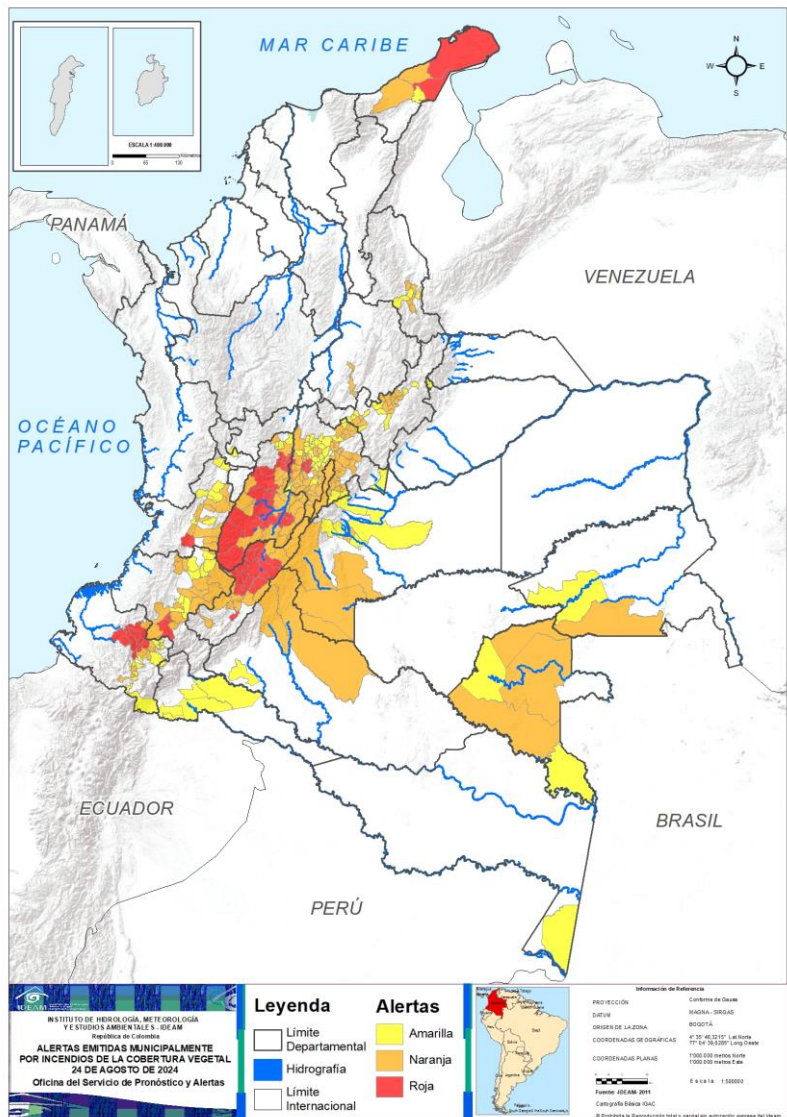 MAR CARIBE
N
W
E
S
ESCALA 1:400.000
PANAMÁ
VENEZUELA
OCÉANO
PACÍFICO
ECUADOR
BRASIL
PERÚ
IDEAM
INSTITUTO DE HIDROLOGÍA, METEOROLOGÍA
Y ESTUDIOS AMBIENTALES - IDEAM
República de Colombia
ALERTAS EMITIDAS MUNICIPALMENTE
POR INCENDIOS DE LA COBERTURA VEGETAL
24 DE AGOSTO DE 2024
Oficina del Servicio de Pronóstico y Alertas
Leyenda
Límite
Departamental
Hidrografía
Límite
Internacional
Alertas
Amarilla
Naranja
Roja
Información de Referencia
PROYECCIÓN
Conforme de Gauss
DATUM
MAGNA - SIRGAS
ORIGEN DE LA ZONA
BOGOTÁ
COORDENADAS GEOGRÁFICAS
COORDENADAS PLANAS
1'000.000 metros Norte
1'000.000 metros Este
Fuente: IDEAM- 2011
Cartografía Básica IGAC